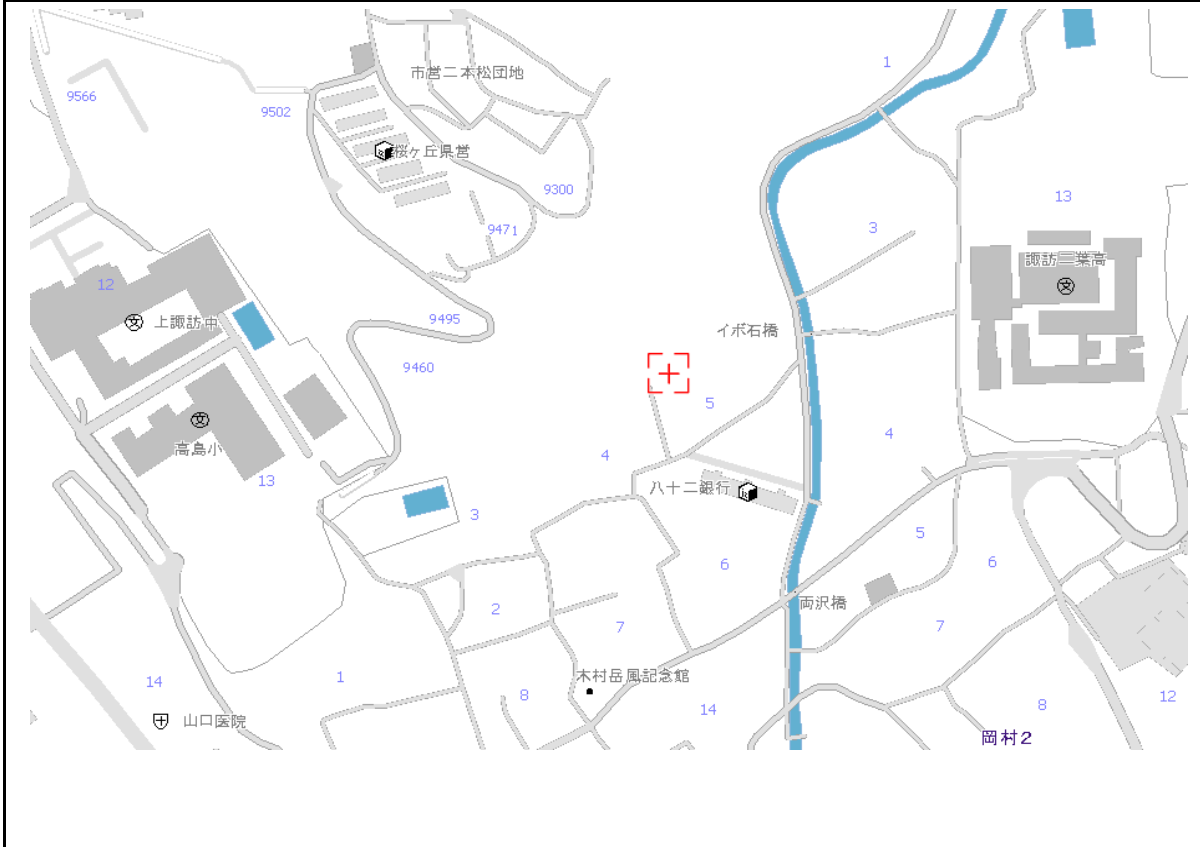 1
市営二本松団地
9566
9502
桜ヶ丘県営
9300
13
9471
3
諏訪二葉高
12
上諏訪中
9495
イボ石橋
9460
5
4
高島小
4
13
八十二銀行
3
5
6
6
2
両沢橋
7
7
木村岳風記念館
14
1
8
14
8
12
山口医院
岡村2